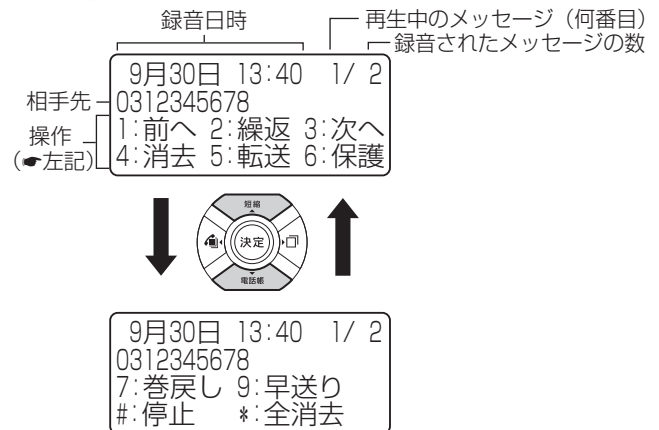 録音日時
再生中のメッセージ（何番目）
録音されたメッセージの数
9月30日 13:40 1/ 2
相手先
0312345678
操作
（☛左記）
1:前へ 2:繰返 3:次へ
4:消去 5:転送 6:保護
短縮
決定
電話帳
9月30日 13:40 1/ 2
0312345678
7:巻戻し 9:早送り
#:停止 *:全消去